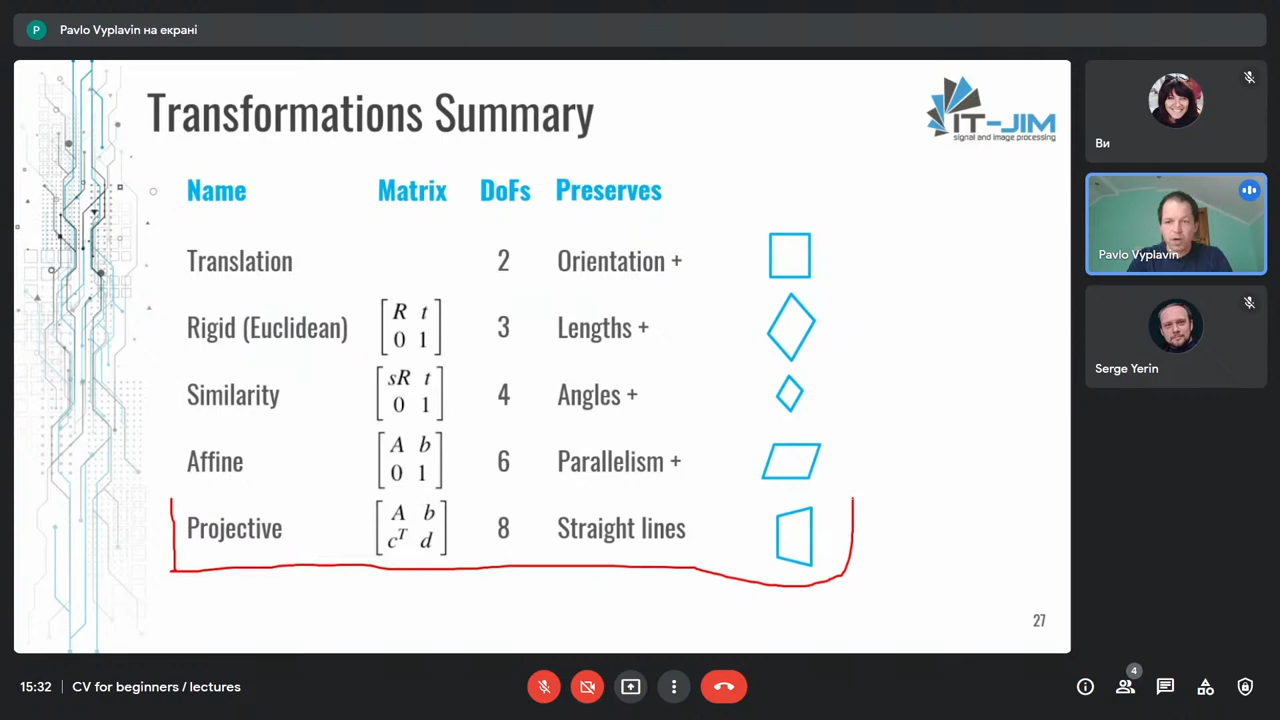 P Pavlo Vyplavin на екрані
Transformations Summary
IT-JIM
signal and image processing
Name Matrix DoFs Preserves
Translation 2 Orientation +
Rigid (Euclidean) [R t 0 1] 3 Lengths +
Similarity [sR t 0 1] 4 Angles +
Affine [A b 0 1] 6 Parallelism +
Projective [A b c^T d] 8 Straight lines
27
Ви
Pavlo Vyplavin
Serge Yerin
15:32 | CV for beginners / lectures
4